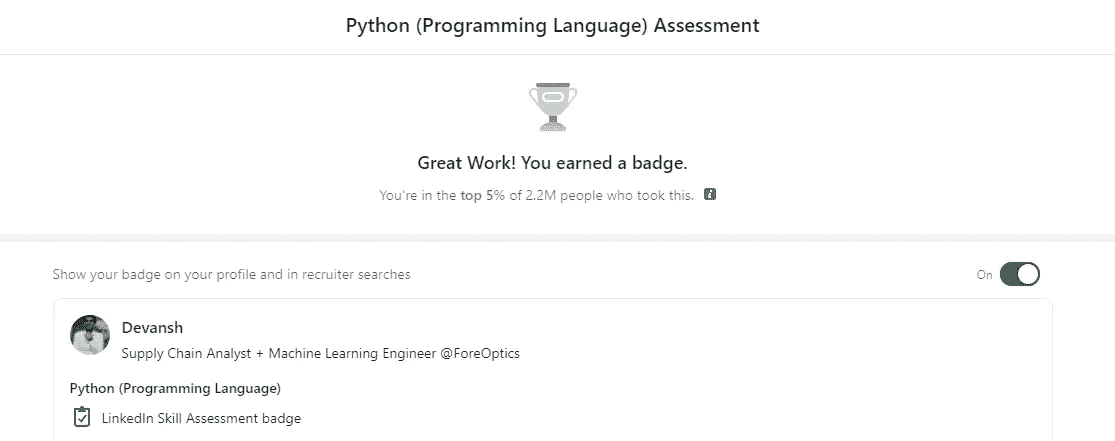 Python (Programming Language) Assessment
Great Work! You earned a badge.
You're in the top 5% of 2.2M people who took this.
Show your badge on your profile and in recruiter searches
On
Devansh
Supply Chain Analyst + Machine Learning Engineer @ForeOptics
Python (Programming Language)
LinkedIn Skill Assessment badge